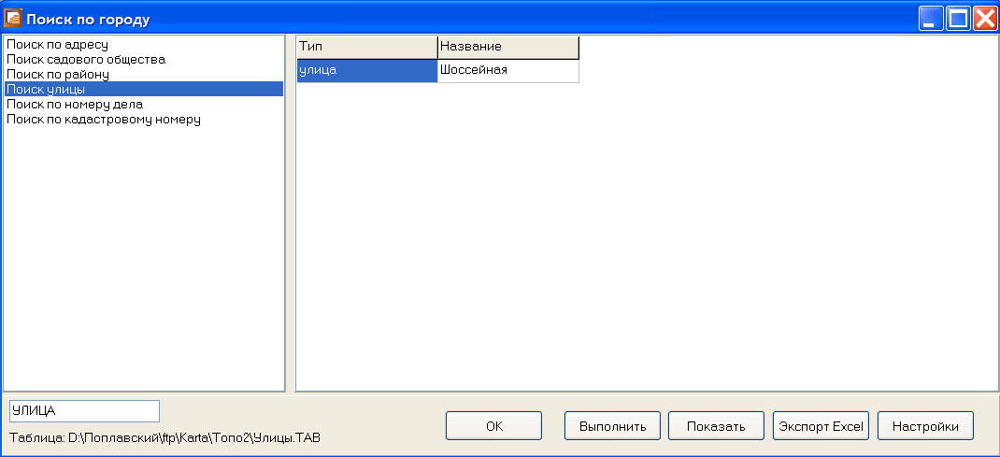 Поиск по городу
Поиск по адресу
Поиск садового общества
Поиск по району
Поиск улицы
Поиск по номеру дела
Поиск по кадастровому номеру
Тип Название
улица Шоссейная
УЛИЦА
Таблица: D:\Поплавский\ftp\Karta\Топо2\Улицы.TAB
OK Выполнить Показать Экспорт Excel Настройки